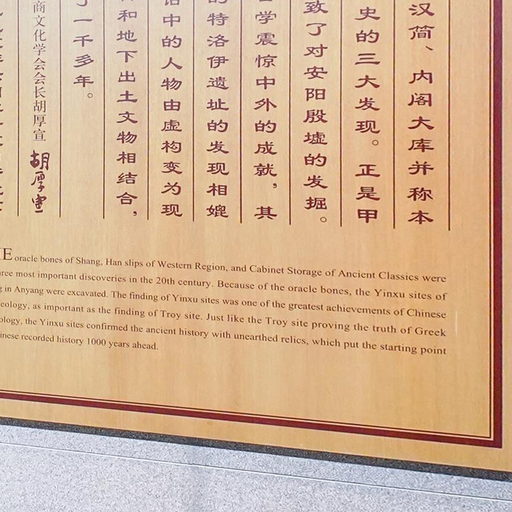 汉简、内阁大库并称本
史的三大发现。正是甲
致了对安阳殷墟的发掘。
学震惊中外的成就，其
的特洛伊遗址的发现相媲
话中的人物由虚构变为现
和地下出土文物相结合，
了一千多年。
商文化学会会长胡厚宣
胡厚宣
THE oracle bones of Shang, Han slips of Western Region, and Cabinet Storage of Ancient Classics were
three most important discoveries in the 20th century. Because of the oracle bones, the Yinxu sites of
in Anyang were excavated. The finding of Yinxu sites was one of the greatest achievements of Chinese
eology, as important as the finding of Troy site. Just like the Troy site proving the truth of Greek
ology, the Yinxu sites confirmed the ancient history with unearthed relics, which put the starting point
inese recorded history 1000 years ahead.